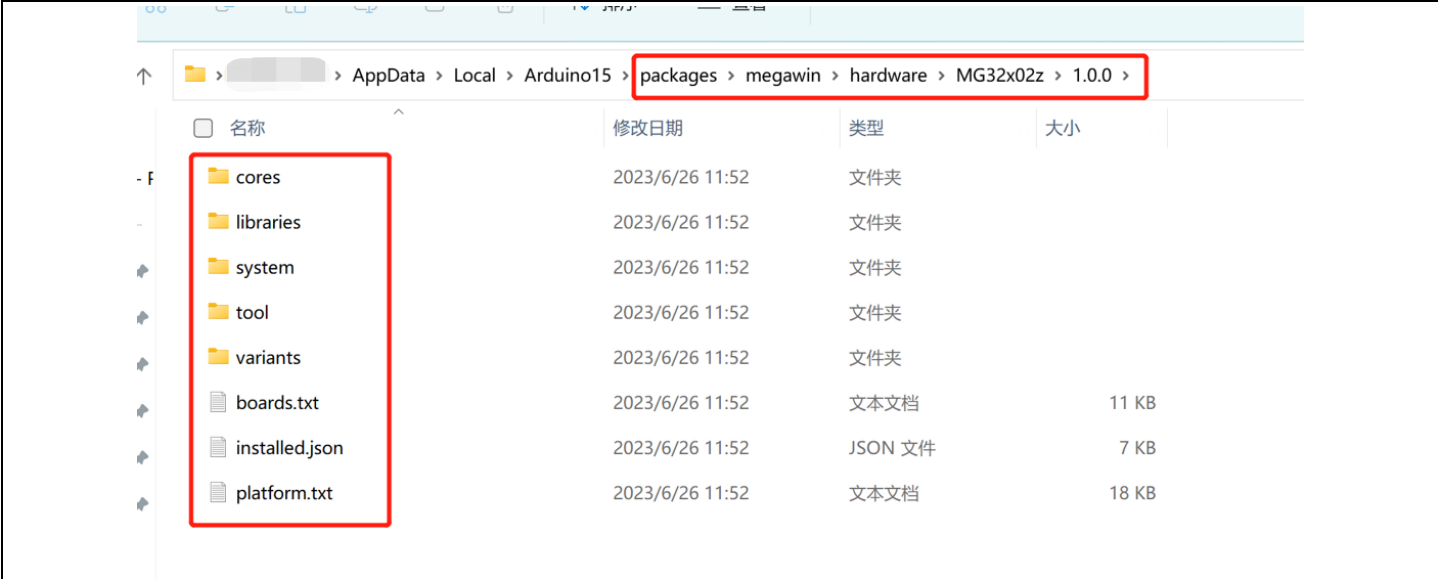 AppData › Local › Arduino15 › packages › megawin › hardware › MG32x02z › 1.0.0 ›
名称 修改日期 类型 大小
cores 2023/6/26 11:52 文件夹
libraries 2023/6/26 11:52 文件夹
system 2023/6/26 11:52 文件夹
tool 2023/6/26 11:52 文件夹
variants 2023/6/26 11:52 文件夹
boards.txt 2023/6/26 11:52 文本文档 11 KB
installed.json 2023/6/26 11:52 JSON 文件 7 KB
platform.txt 2023/6/26 11:52 文本文档 18 KB